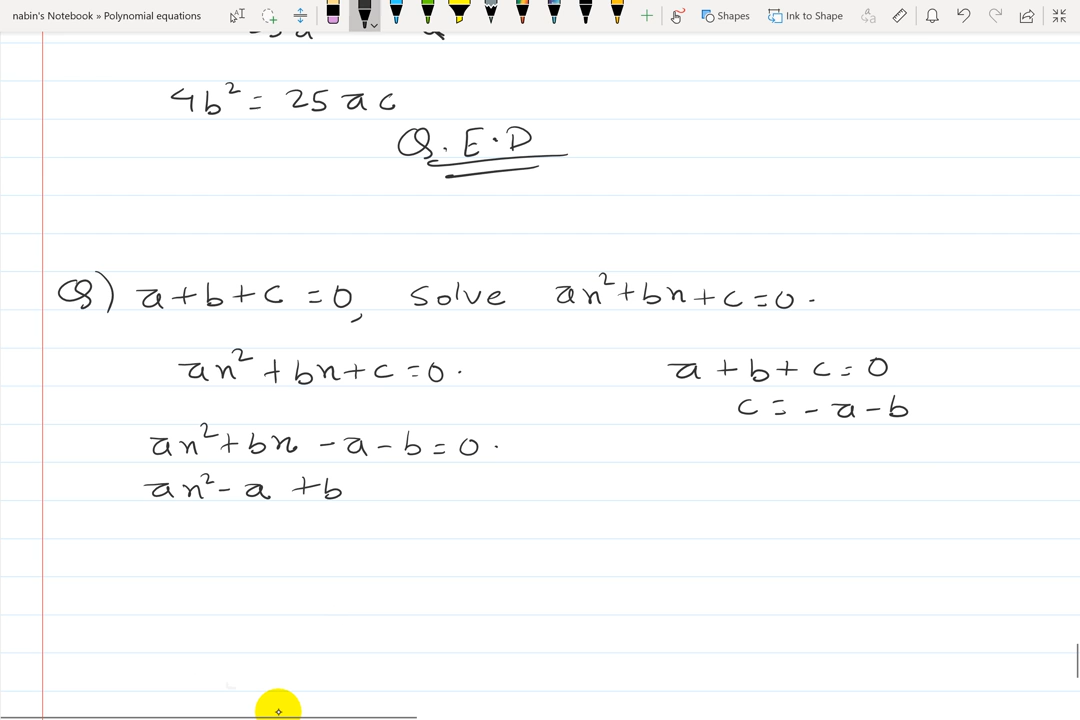 nabin's Notebook » Polynomial equations
Shapes
Ink to Shape
4b² = 25 a c
Q.E.D
Q) a+b+c = 0, solve an²+bn+c=0.
an²+bn+c=0.
a+b+c=0
c = -a-b
an²+bn-a-b=0.
an²-a+b